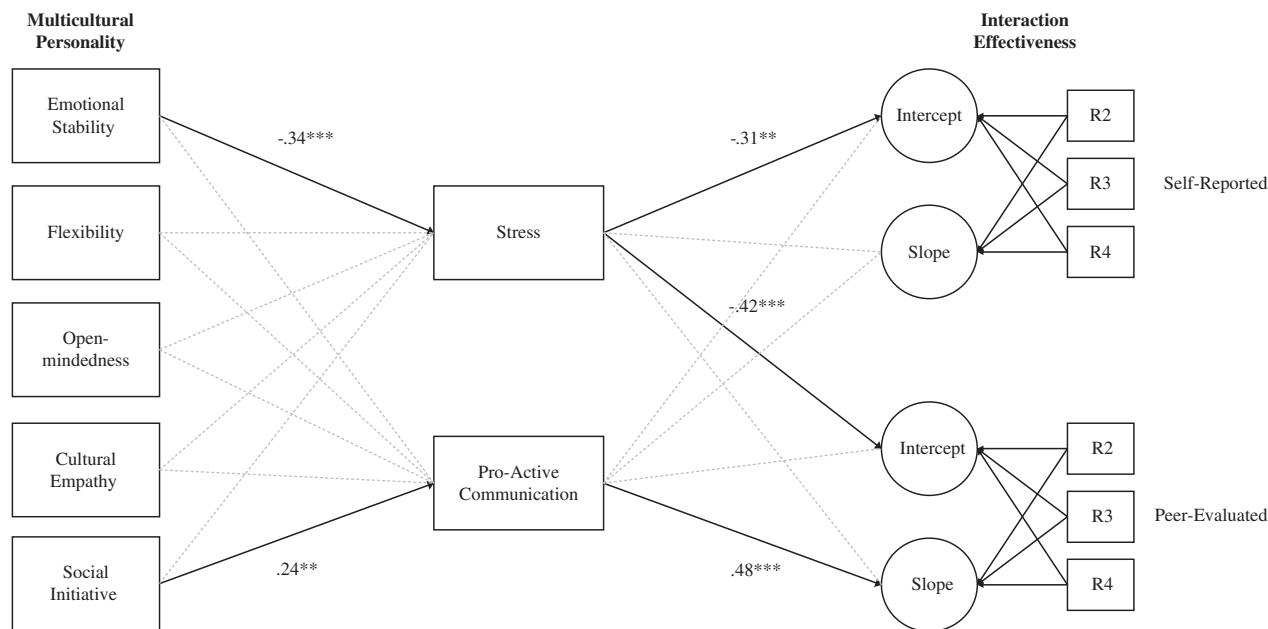 Multicultural
Personality
Interaction
Effectiveness
Emotional
Stability
Flexibility
Open-
mindedness
Cultural
Empathy
Social
Initiative
-.34***
.24**
Stress
Pro-Active
Communication
-.31**
-.42***
.48***
Intercept
Slope
R2
R3
R4
Self-Reported
Intercept
Slope
R2
R3
R4
Peer-Evaluated